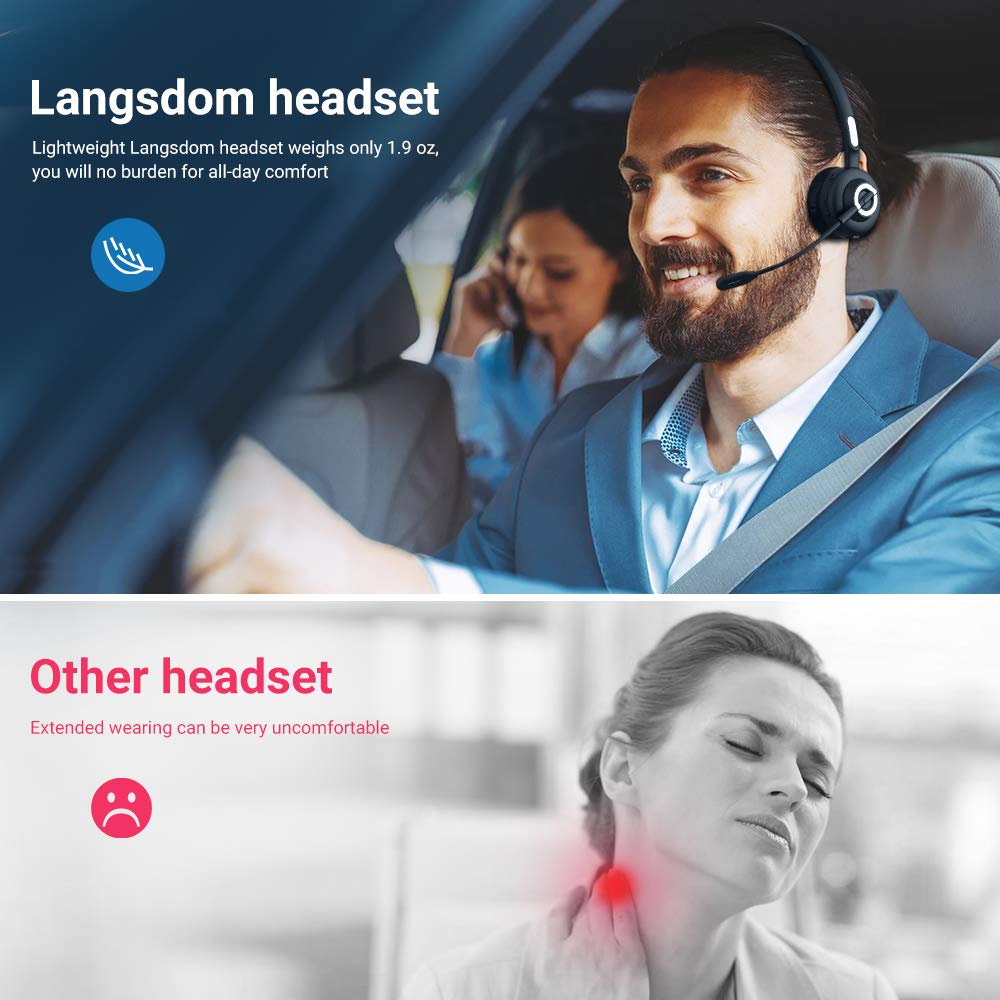 Langsdom headset
Lightweight Langsdom headset weighs only 1.9 oz,
you will no burden for all-day comfort
Other headset
Extended wearing can be very uncomfortable